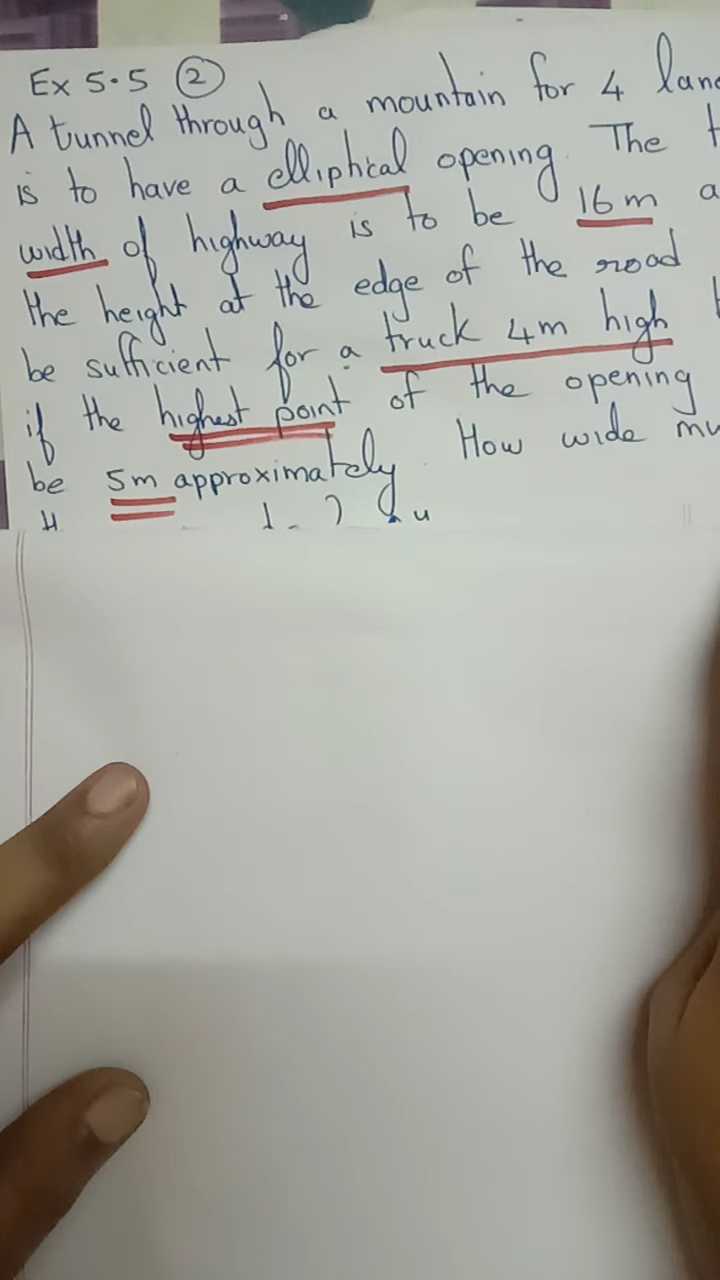 Ex 5.5 ②
A tunnel through a mountain for 4 lane
is to have a elliptical opening. The t
width of highway is to be 16m a
the height at the edge of the road
be sufficient for a truck 4m high
if the highest point of the opening
be 5m approximately. How wide mu